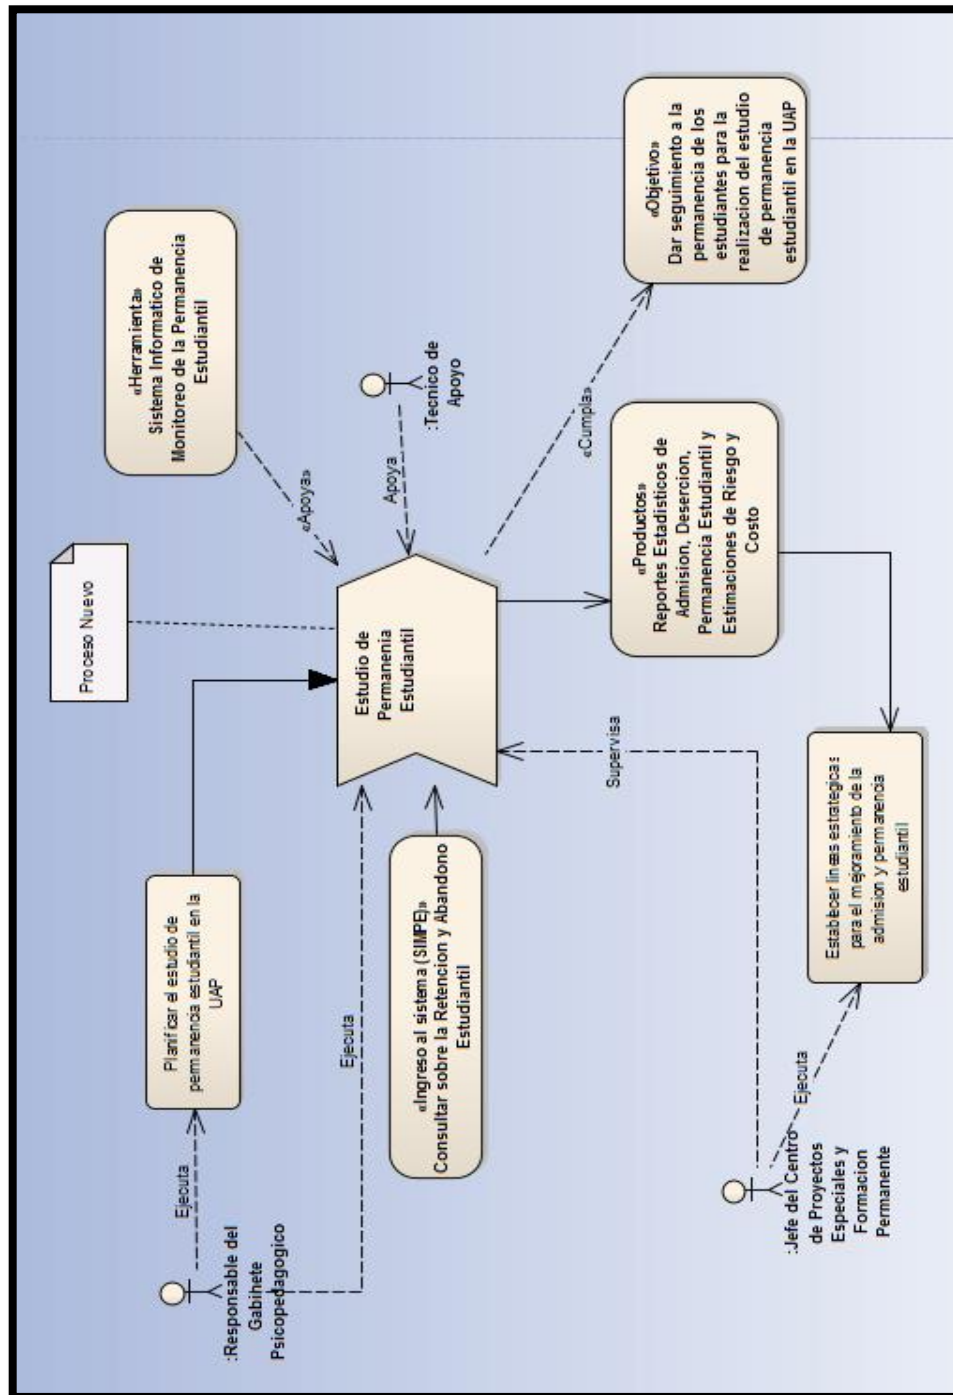 «Objetivo»
Dar seguimiento a la
permanencia de los
estudiantes para la
realizacion del estudio
de permanencia
estudiantil en la UAP
«Herramienta»
Sistema Informatico de
Monitoreo de la Permanencia
Estudiantil
:Tecnico de
Apoyo
«Apoya»
Apoya
«Cumpla»
«Productos»
Reportes Estadisticos de
Admision, Desercion,
Permanencia Estudiantil y
Estimaciones de Riesgo y
Costo
Proceso Nuevo
Estudio de
Permanenia
Estudiantil
Supervisa
Planificar el estudio de
permanencia estudiantil en la
UAP
Ejecuta
«Ingreso al sistema (SIMPE)»
Consultar sobre la Retencion y Abandono
Estudiantil
Establecer lineas estrategicas
para el mejoramiento de la
admision y permanencia
estudiantil
Ejecuta
Ejecuta
:Responsable del
Gabihete
Psicopedagogico
:Jefe del Centro
de Proyectos
Especiales y
Formacion
Permanente